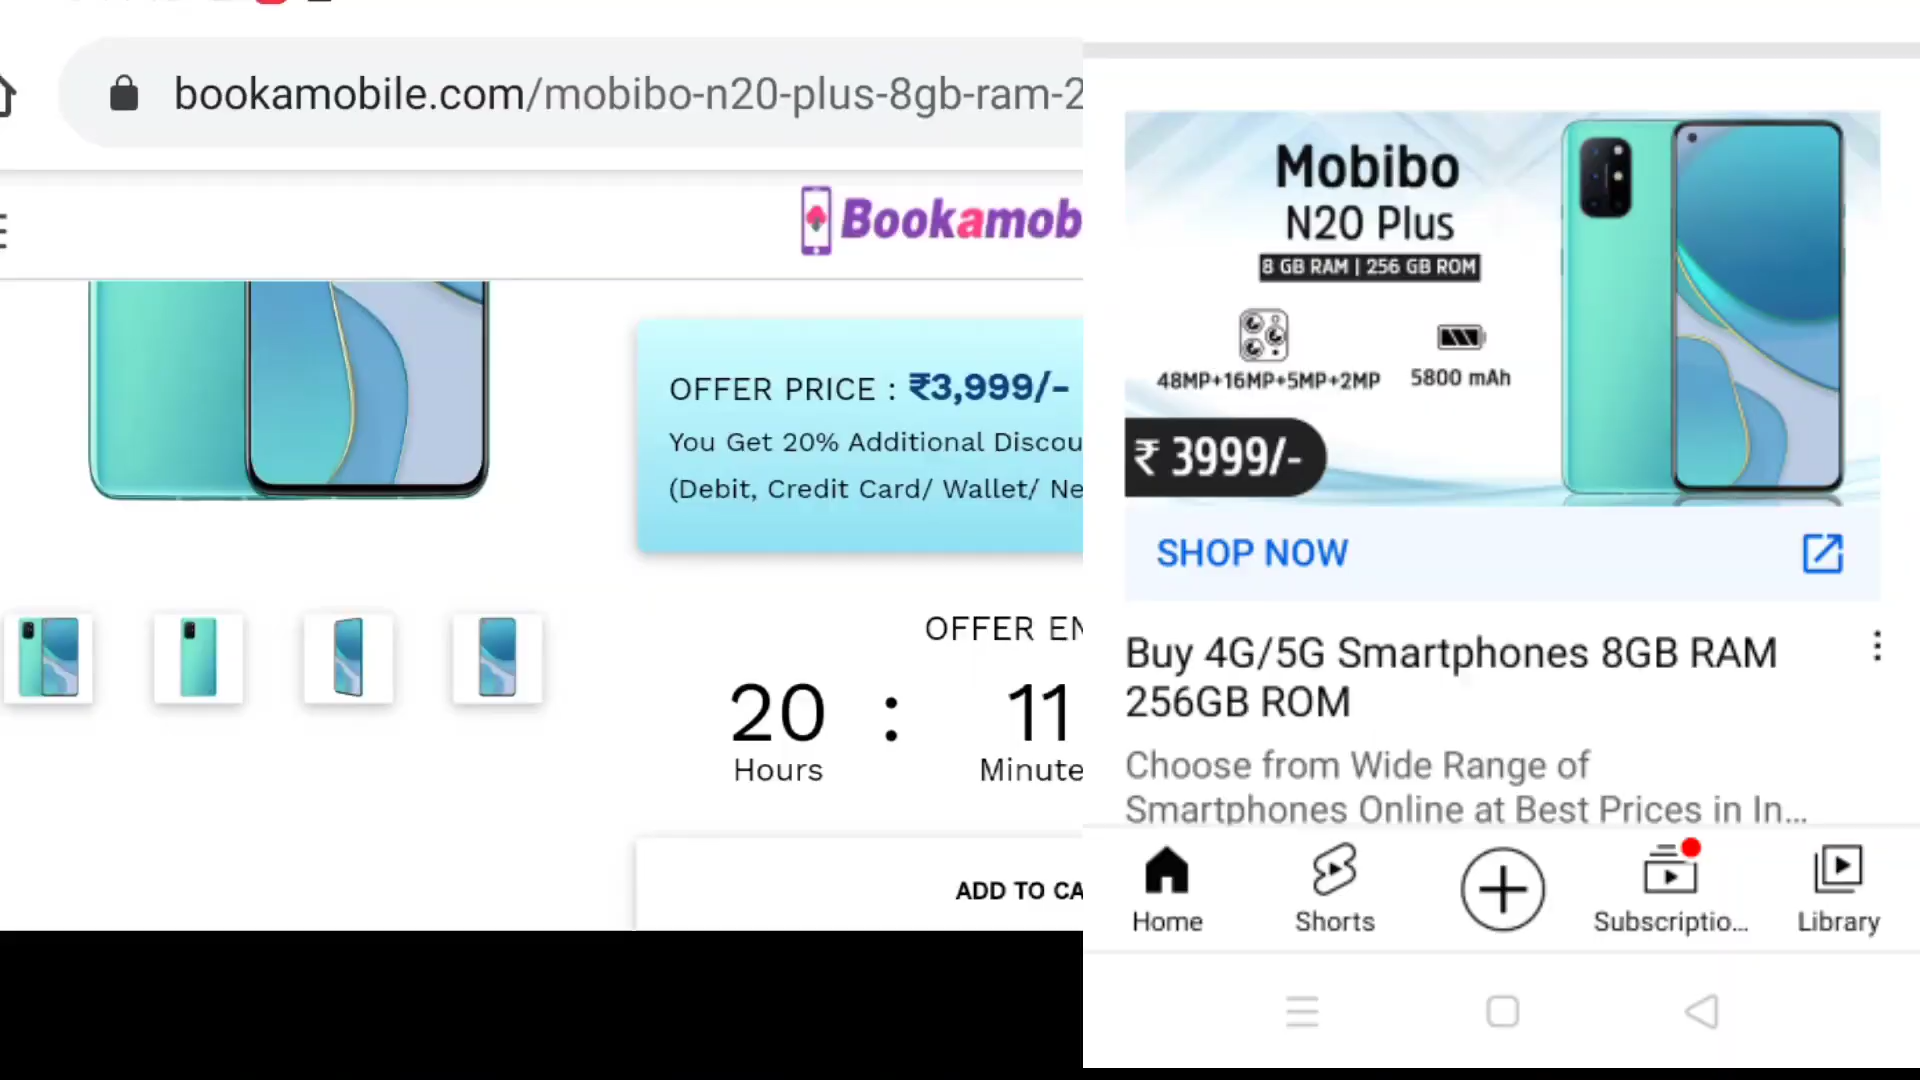 bookamobile.com/mobibo-n20-plus-8gb-ram-2
Bookamob
OFFER PRICE : ₹3,999/-
You Get 20% Additional Discou
(Debit, Credit Card/ Wallet/ Ne
OFFER EN
20 : 11
Hours Minute
ADD TO CA
Mobibo
N20 Plus
8 GB RAM | 256 GB ROM
48MP+16MP+5MP+2MP 5800 mAh
₹ 3999/-
SHOP NOW
Buy 4G/5G Smartphones 8GB RAM
256GB ROM
Choose from Wide Range of
Smartphones Online at Best Prices in In...
Home Shorts Subscriptio... Library